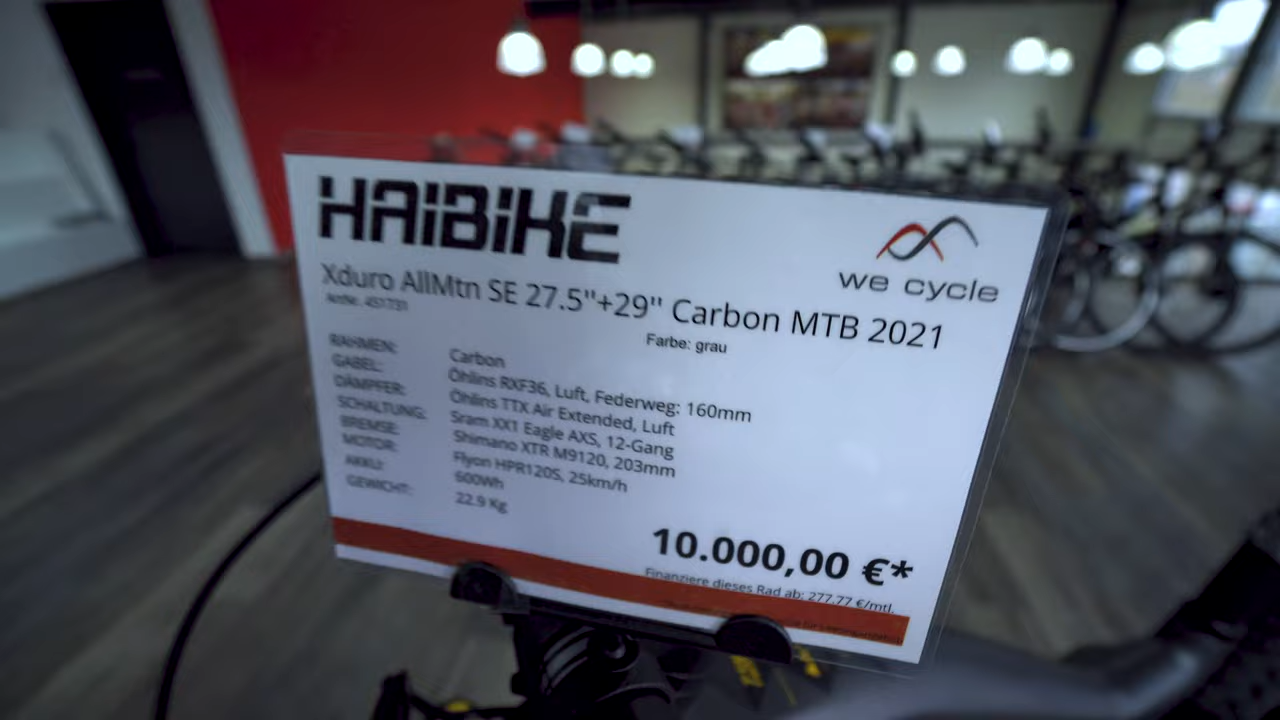 HAIBIKE
we cycle
Xduro AllMtn SE 27.5"+29" Carbon MTB 2021
ArtNr. 451731
Farbe: grau
RAHMEN: Carbon
GABEL: Öhlins RXF36, Luft, Federweg: 160mm
DÄMPFER: Öhlins TTX Air Extended, Luft
SCHALTUNG: Sram XX1 Eagle AXS, 12-Gang
BREMSE: Shimano XTR M9120, 203mm
MOTOR: Flyon HPR120S, 25km/h
AKKU: 600Wh
GEWICHT: 22.9 Kg
10.000,00 €*
Finanziere dieses Rad ab: 277.77 €/mtl.